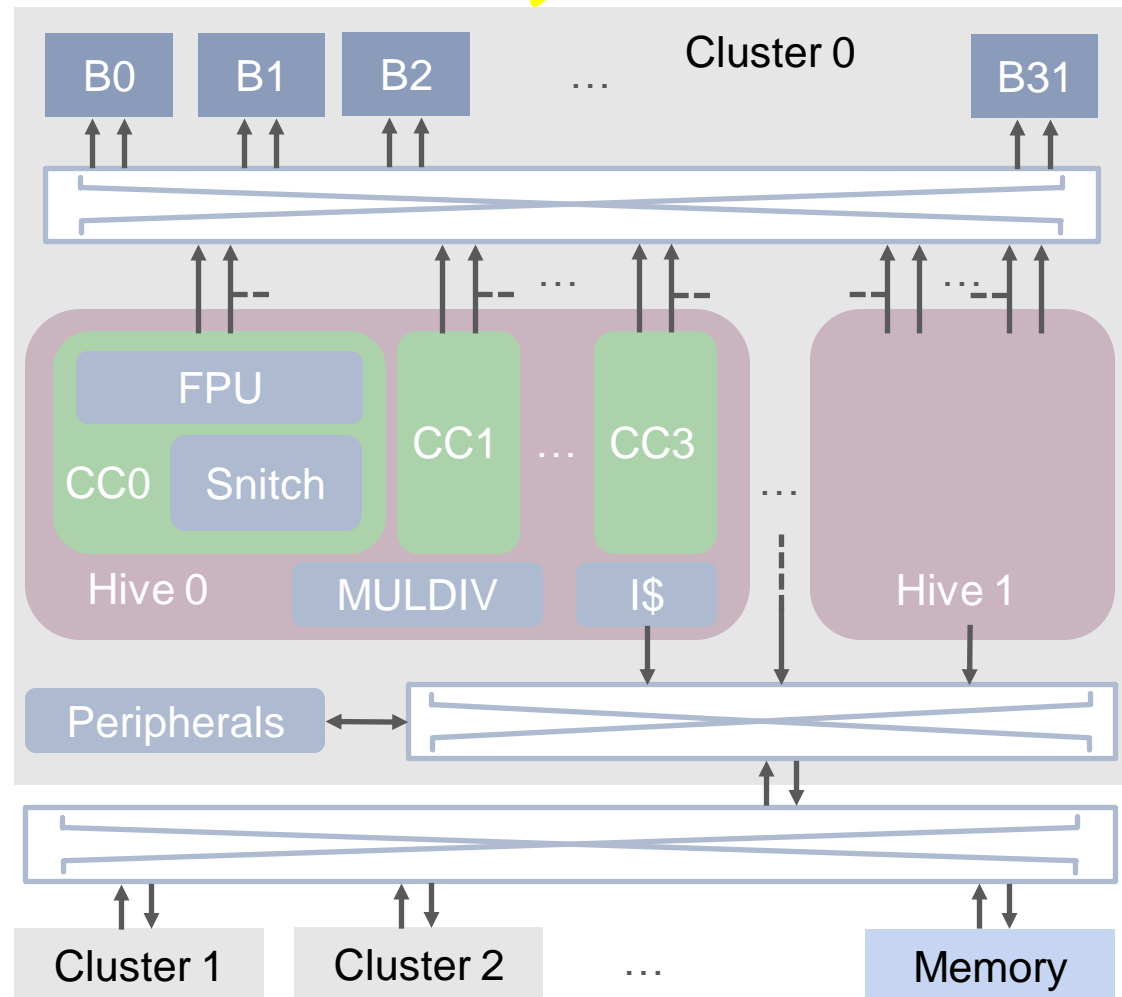 Cluster 0
B0 B1 B2 ... B31
...
...
FPU
CC0 Snitch CC1 ... CC3
...
Hive 0 MULDIV I$ Hive 1
Peripherals
Cluster 1 Cluster 2 ... Memory